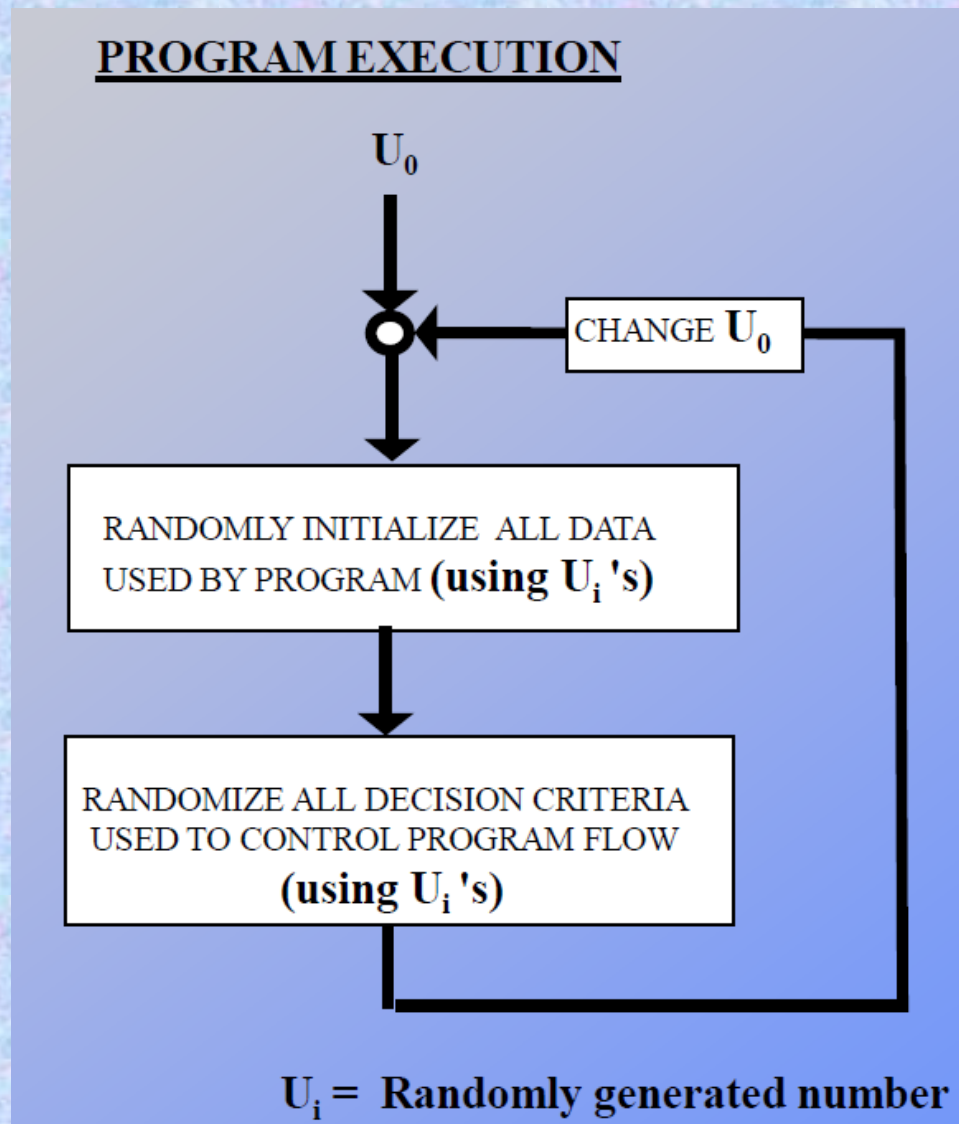 PROGRAM EXECUTION
U₀
CHANGE U₀
RANDOMLY INITIALIZE ALL DATA
USED BY PROGRAM (using Uᵢ's)
RANDOMIZE ALL DECISION CRITERIA
USED TO CONTROL PROGRAM FLOW
(using Uᵢ's)
Uᵢ = Randomly generated number